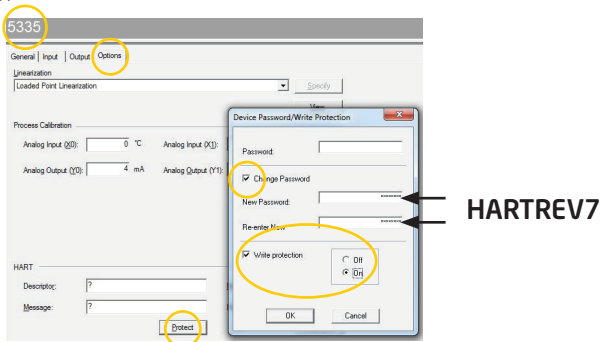 5335
General Input Output Options
Linearization
Loaded Point Linearization
Specify
Device Password/Write Protection
Process Calibration
Analog Input (X0): 0 °C Analog Input (X1):
Password:
Analog Output (Y0): 4 mA Analog Output (Y1):
Change Password
New Password: ********
HARTREV7
Re-enter New
Write protection
Off
On
HART
Descriptor: ?
Message: ?
Protect
OK Cancel